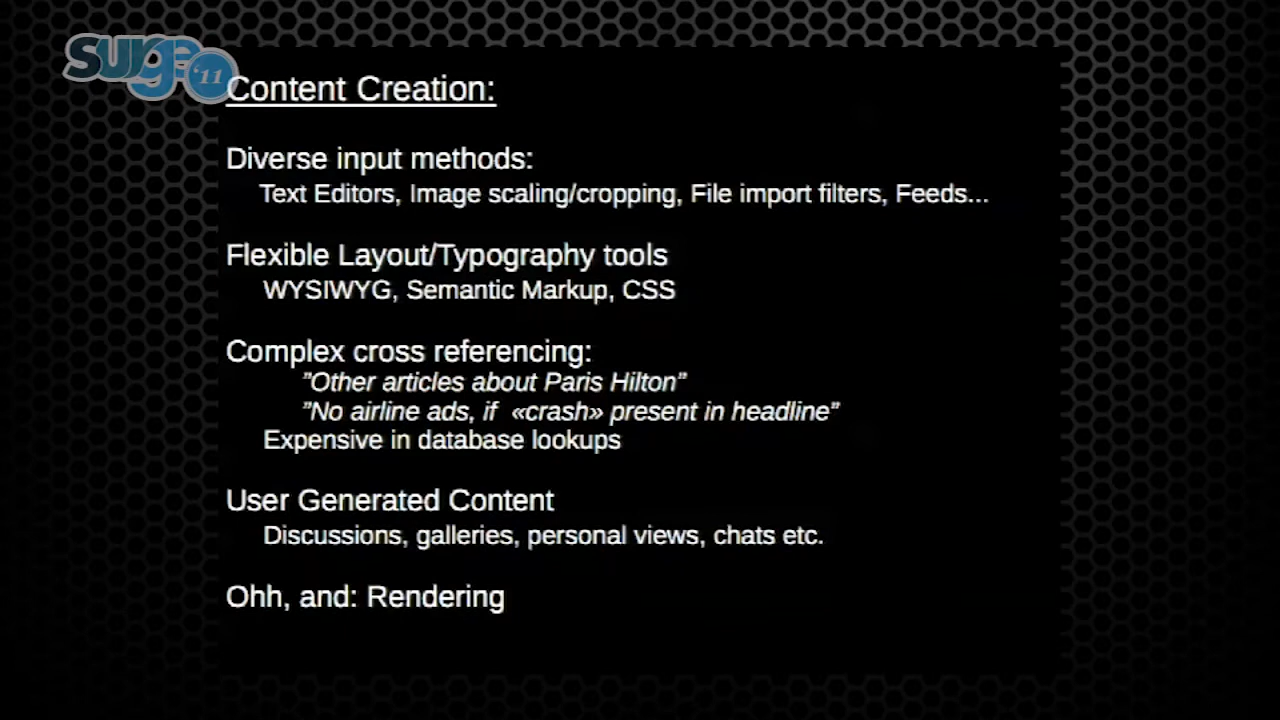 surge '11
Content Creation:
Diverse input methods:
Text Editors, Image scaling/cropping, File import filters, Feeds...
Flexible Layout/Typography tools
WYSIWYG, Semantic Markup, CSS
Complex cross referencing:
”Other articles about Paris Hilton”
”No airline ads, if «crash» present in headline”
Expensive in database lookups
User Generated Content
Discussions, galleries, personal views, chats etc.
Ohh, and: Rendering